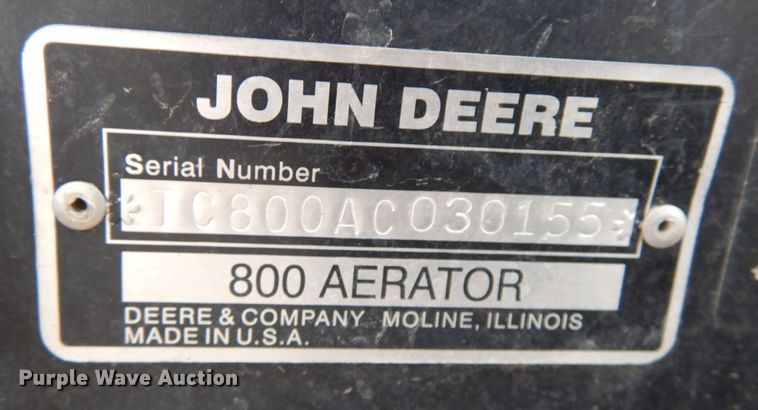 JOHN DEERE
Serial Number
*TC800AC030155*
800 AERATOR
DEERE & COMPANY MOLINE, ILLINOIS
MADE IN U.S.A.
Purple Wave Auction